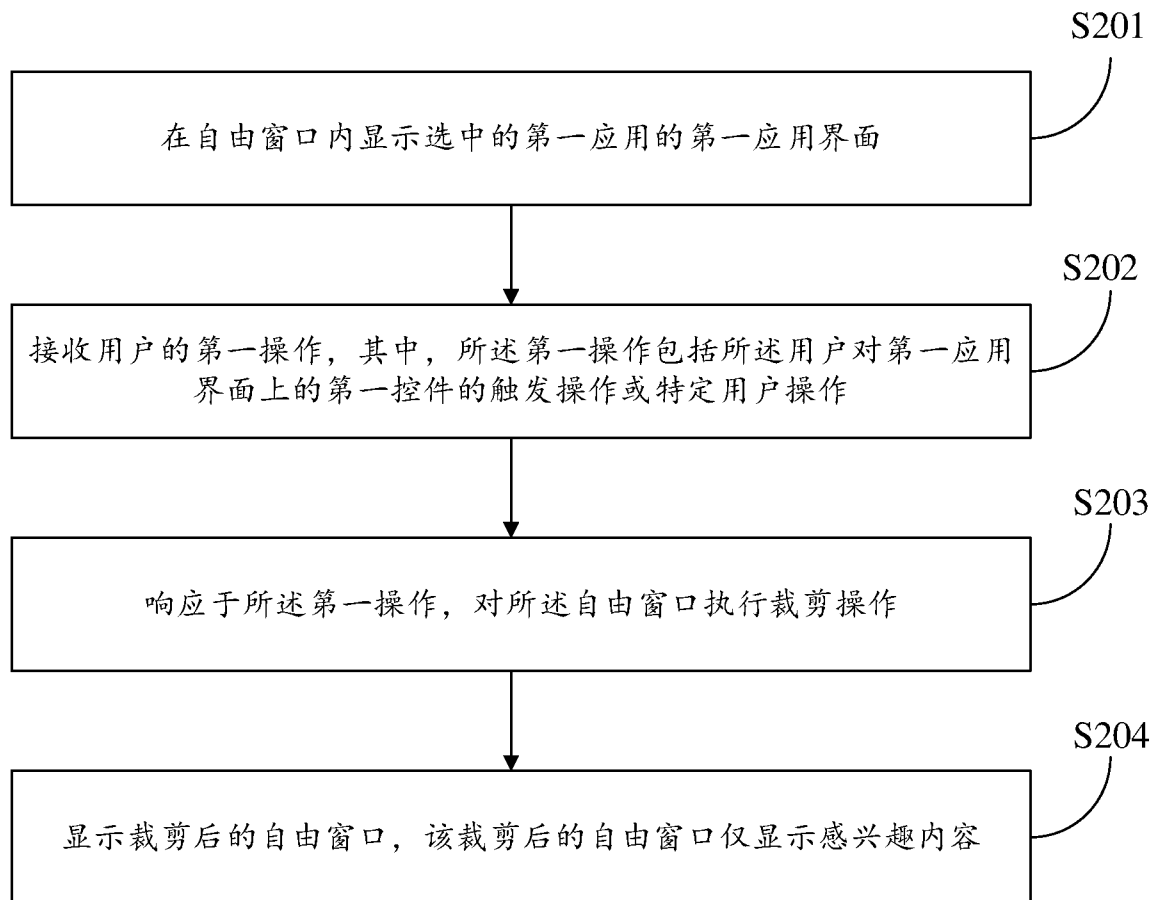 S201
在自由窗口内显示选中的第一应用的第一应用界面
S202
接收用户的第一操作，其中，所述第一操作包括所述用户对第一应用
界面上的第一控件的触发操作或特定用户操作
S203
响应于所述第一操作，对所述自由窗口执行裁剪操作
S204
显示裁剪后的自由窗口，该裁剪后的自由窗口仅显示感兴趣内容